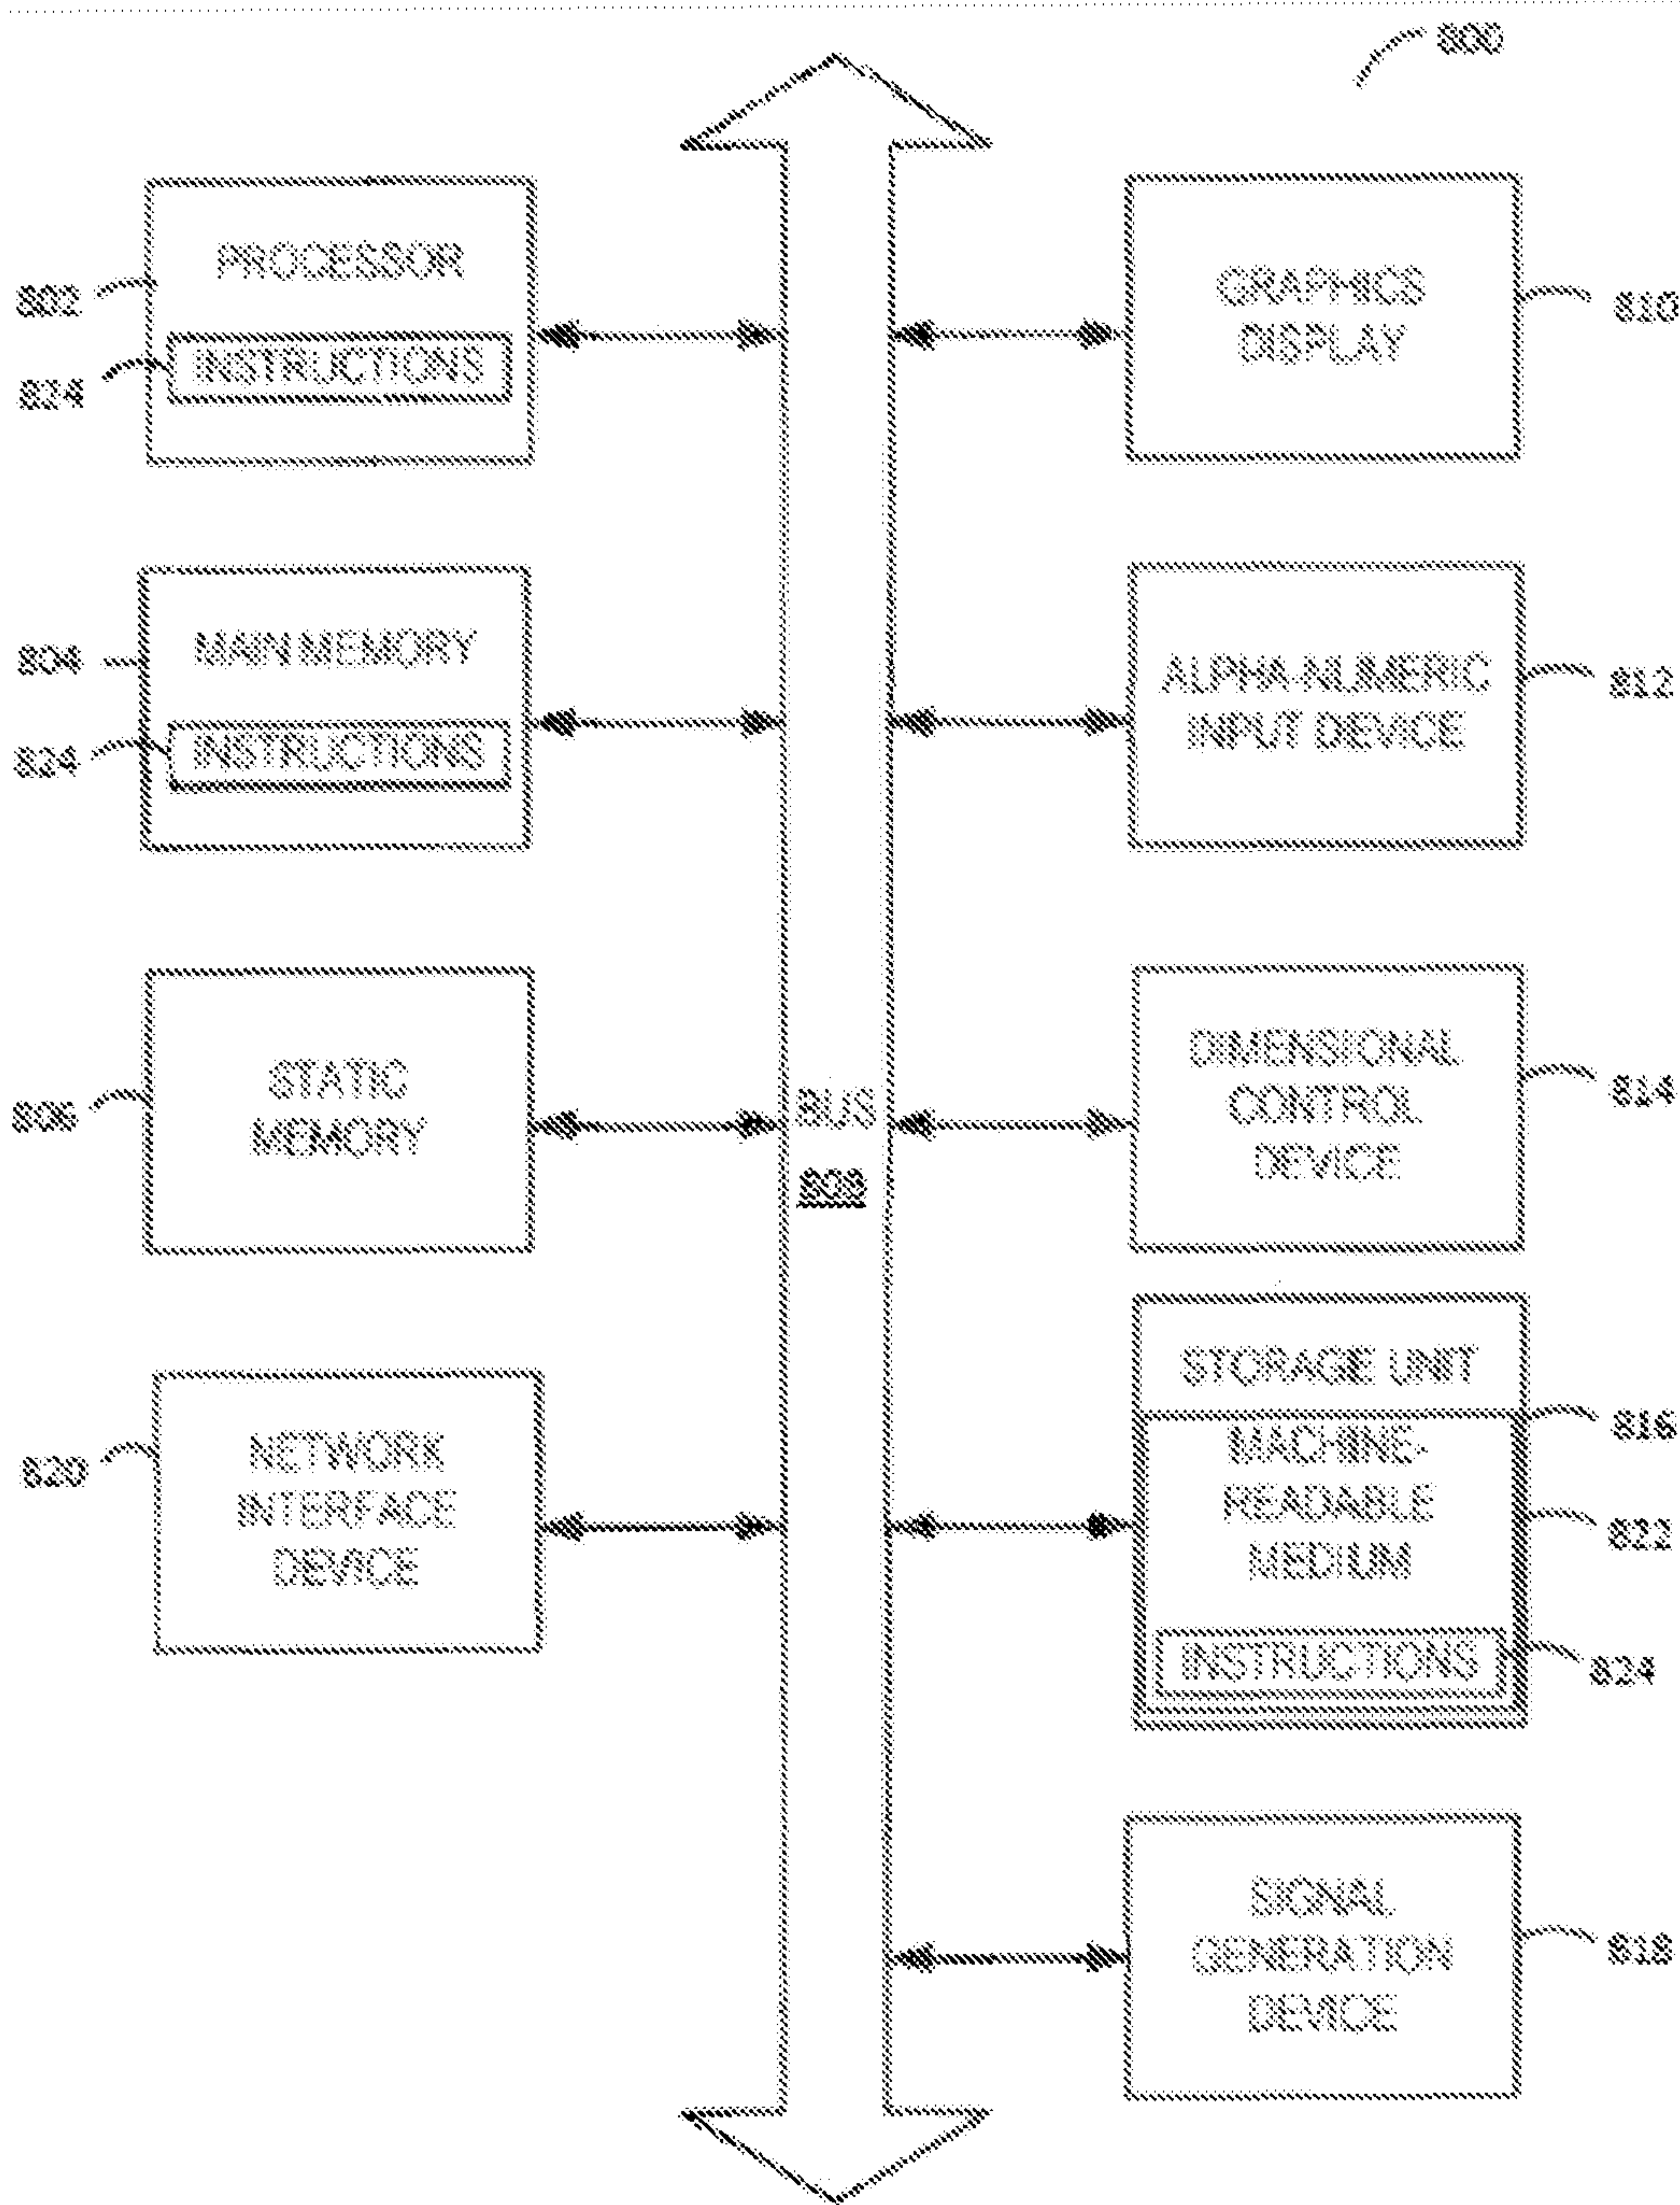 800
PROCESSOR
802
INSTRUCTIONS
824
GRAPHICS
DISPLAY
810
MAIN MEMORY
804
INSTRUCTIONS
824
ALPHA-NUMERIC
INPUT DEVICE
812
STATIC
MEMORY
806
BUS
808
DIMENSIONAL
CONTROL
DEVICE
814
NETWORK
INTERFACE
DEVICE
820
STORAGE UNIT
816
MACHINE-
READABLE
MEDIUM
822
INSTRUCTIONS
824
SIGNAL
GENERATION
DEVICE
818